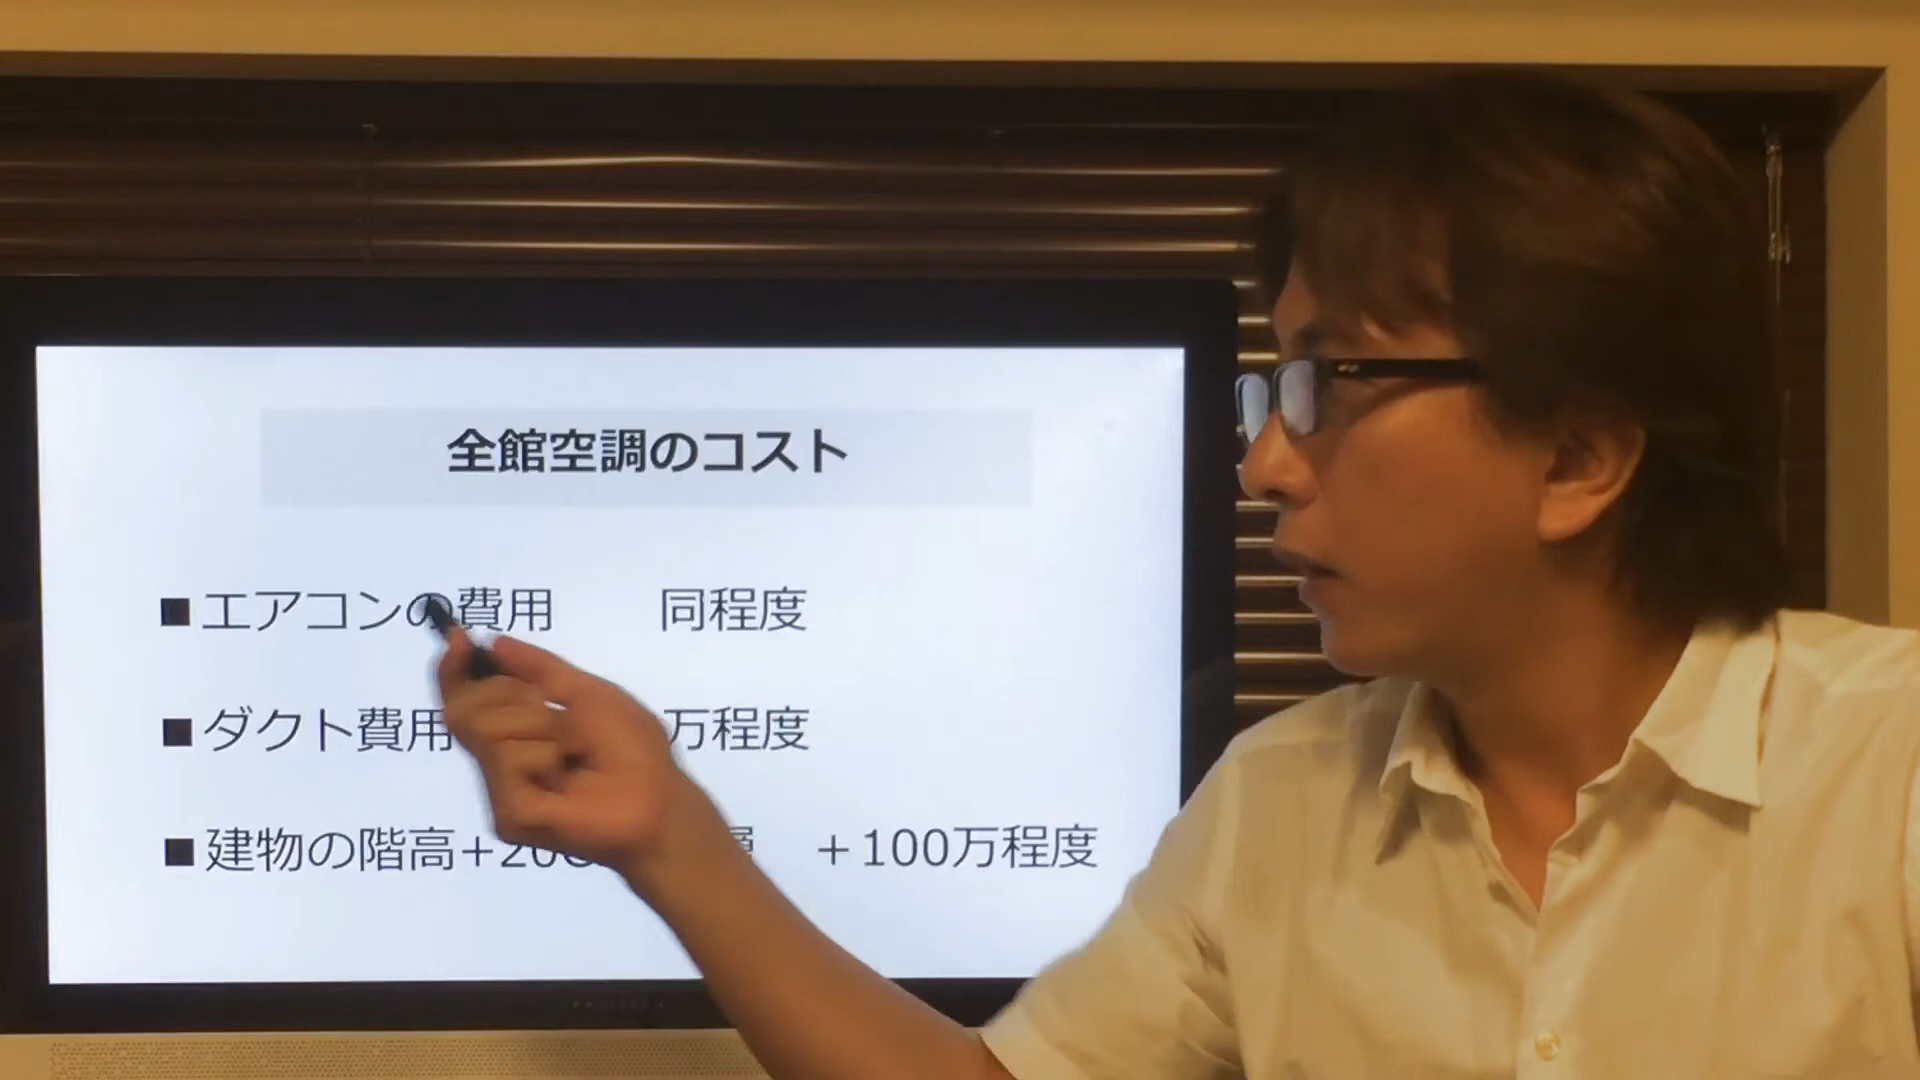 全館空調のコスト
■エアコンの費用 同程度
■ダクト費用 万程度
■建物の階高+20 +100万程度